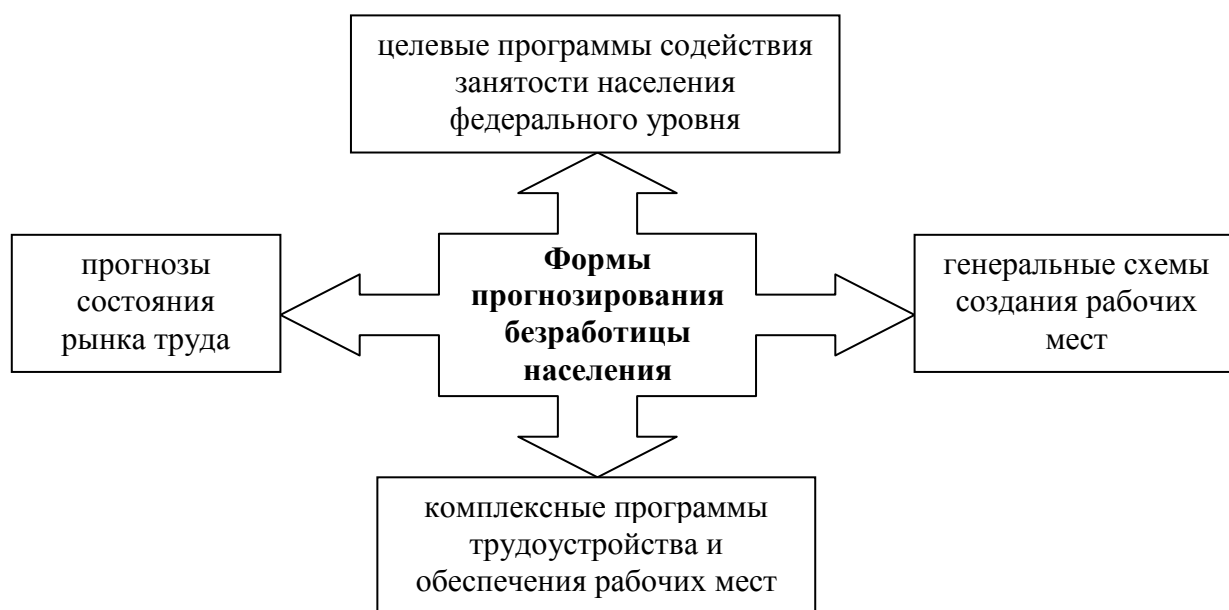 целевые программы содействия
занятости населения
федерального уровня
прогнозы
состояния
рынка труда
Формы
прогнозирования
безработицы
населения
генеральные схемы
создания рабочих
мест
комплексные программы
трудоустройства и
обеспечения рабочих мест